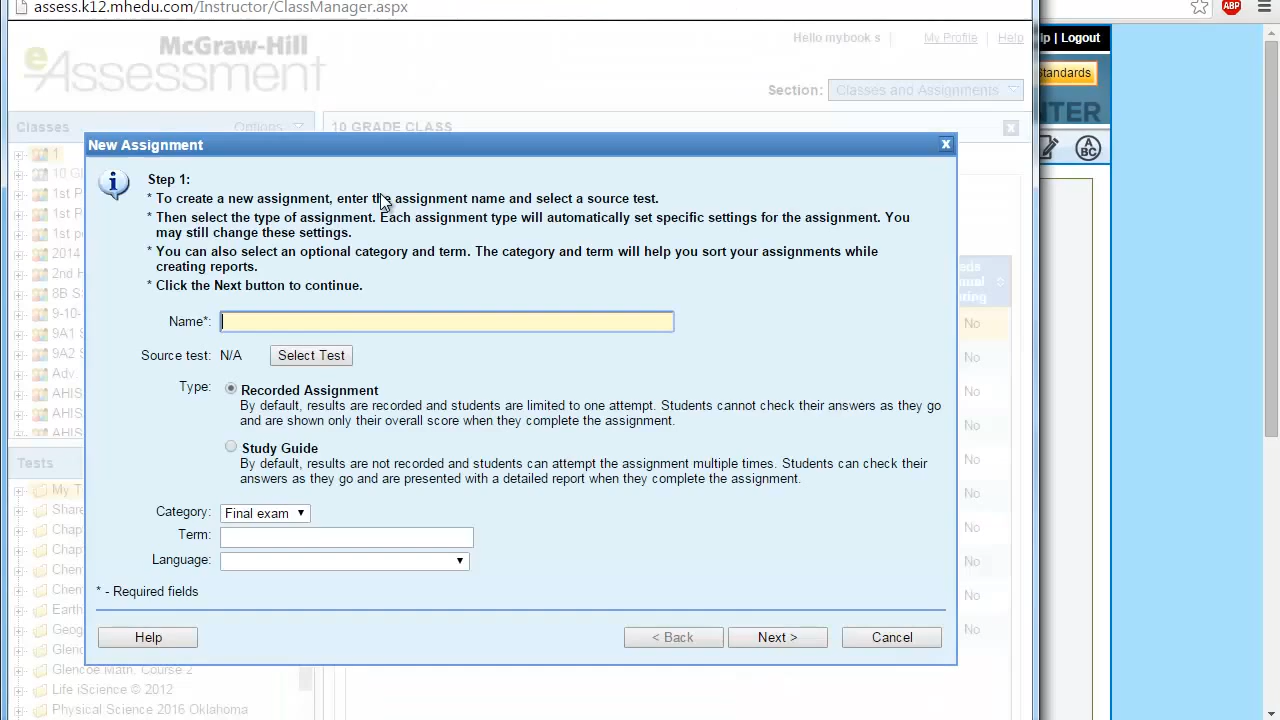 assess.k12.mhedu.com/Instructor/ClassManager.aspx
ABP
McGraw-Hill
eAssessment
Hello mybook s
My Profile
Help
| Logout
Standards
Section: Classes and Assignments
Classes
Options
10 GRADE CLASS
1
10
1st
1st
1st
2014
2nd
8B
9-10-
9A1
9A2
Adv
AHIS
AHIS
AHIS
New Assignment
Step 1:
* To create a new assignment, enter the assignment name and select a source test.
* Then select the type of assignment. Each assignment type will automatically set specific settings for the assignment. You
may still change these settings.
* You can also select an optional category and term. The category and term will help you sort your assignments while
creating reports.
* Click the Next button to continue.
Name*:
Source test: N/A Select Test
Type: Recorded Assignment
By default, results are recorded and students are limited to one attempt. Students cannot check their answers as they go
and are shown only their overall score when they complete the assignment.
Study Guide
By default, results are not recorded and students can attempt the assignment multiple times. Students can check their
answers as they go and are presented with a detailed report when they complete the assignment.
Category: Final exam
Term:
Language:
* - Required fields
Help
< Back
Next >
Cancel
No
No
No
No
No
No
No
No
No
No
ABC
Tests
My
Glencoe Math, Course 2
Life iScience © 2012
Physical Science 2016 Oklahoma